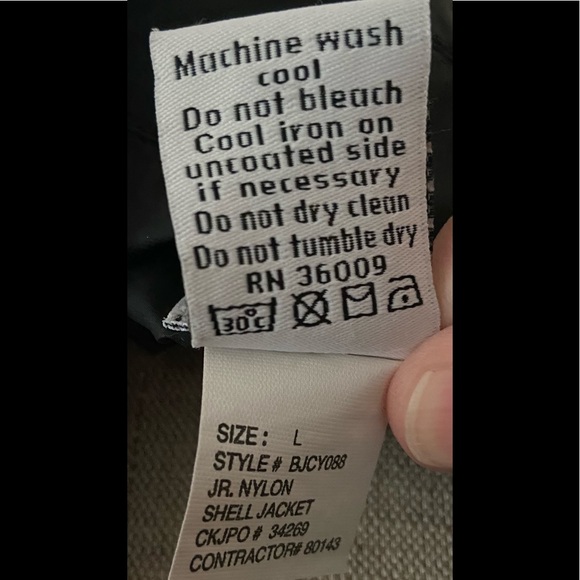 Machine wash
cool
Do not bleach
Cool iron on
uncoated side
if necessary
Do not dry clean
Do not tumble dry
RN 36009
30°C
SIZE: L
STYLE# BJCY088
JR. NYLON
SHELL JACKET
CKJPO # 34269
CONTRACTOR# 80143